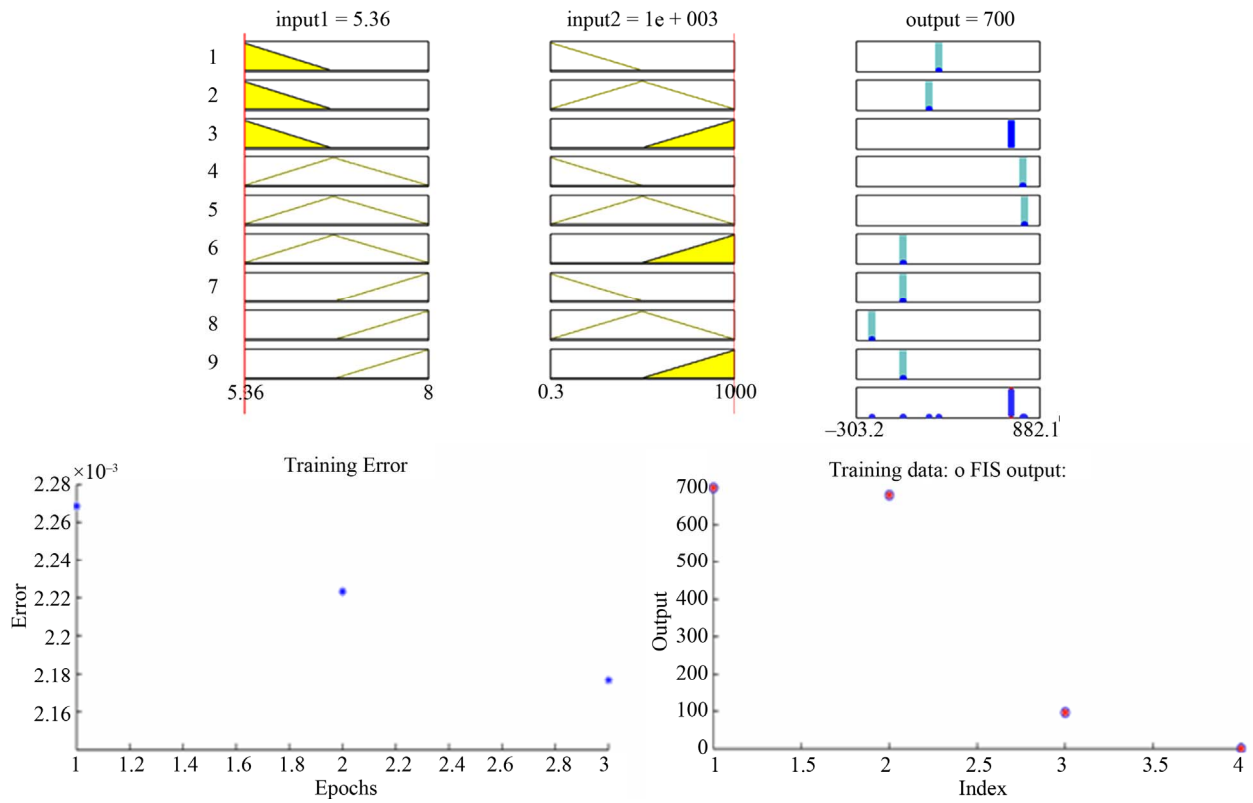 input1 = 5.36
input2 = 1e + 003
output = 700
1
2
3
4
5
6
7
8
9
5.36
8
0.3
1000
–303.2
882.1
Training Error
×10⁻³
2.28
2.26
2.24
2.22
2.2
2.18
2.16
Error
1 1.2 1.4 1.6 1.8 2 2.2 2.4 2.6 2.8 3
Epochs
Training data: o FIS output:
700
600
500
400
300
200
100
0
Output
1 1.5 2 2.5 3 3.5 4
Index